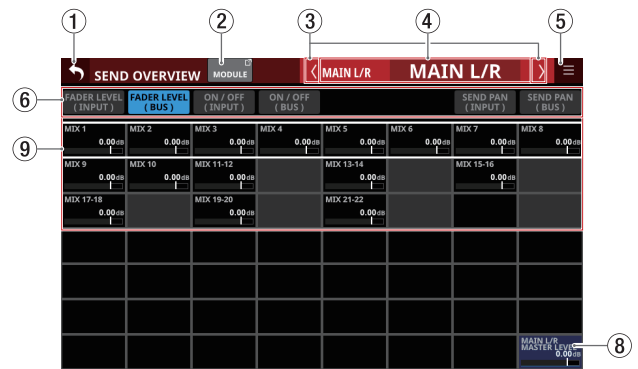 1 2 3 4 5
SEND OVERVIEW MODULE MAIN L/R MAIN L/R
6
FADER LEVEL (INPUT) FADER LEVEL (BUS) ON / OFF (INPUT) ON / OFF (BUS) SEND PAN (INPUT) SEND PAN (BUS)
9
MIX 1 MIX 2 MIX 3 MIX 4 MIX 5 MIX 6 MIX 7 MIX 8
0.00dB 0.00dB 0.00dB 0.00dB 0.00dB 0.00dB 0.00dB 0.00dB
MIX 9 MIX 10 MIX 11-12 MIX 13-14 MIX 15-16
0.00dB 0.00dB 0.00dB 0.00dB 0.00dB
MIX 17-18 MIX 19-20 MIX 21-22
0.00dB 0.00dB 0.00dB
MAIN L/R
MASTER LEVEL
0.00dB
8